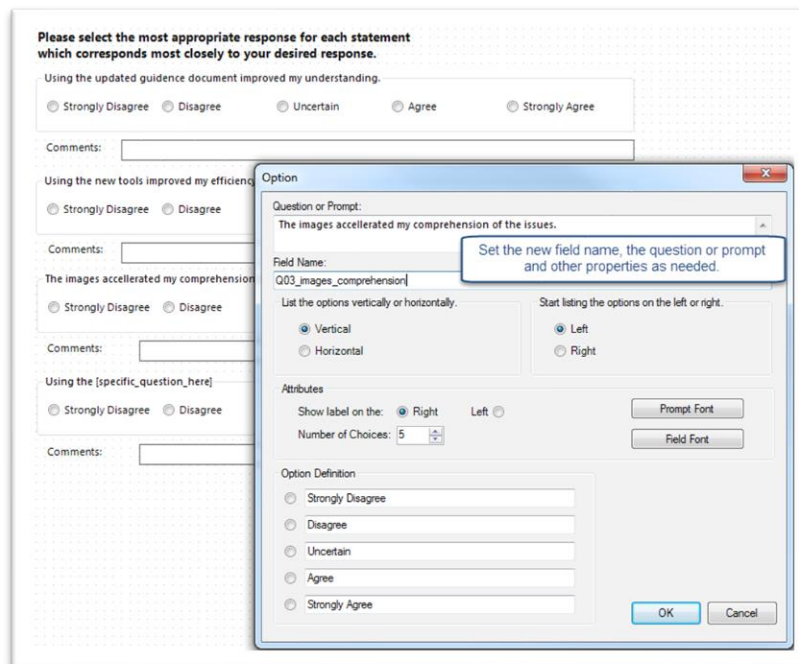 Please select the most appropriate response for each statement
which corresponds most closely to your desired response.
Using the updated guidance document improved my understanding.
Strongly Disagree Disagree Uncertain Agree Strongly Agree
Comments:
Using the new tools improved my efficiency
Strongly Disagree Disagree
Comments:
The images accellerated my comprehension
Strongly Disagree Disagree
Comments:
Using the [specific_question_here]
Strongly Disagree Disagree
Comments:
Option
Question or Prompt:
The images accellerated my comprehension of the issues.
Set the new field name, the question or prompt
and other properties as needed.
Field Name:
Q03_images_comprehension
List the options vertically or horizontally.
Vertical
Horizontal
Start listing the options on the left or right.
Left
Right
Attributes
Show label on the: Right Left
Number of Choices: 5
Prompt Font
Field Font
Option Definition
Strongly Disagree
Disagree
Uncertain
Agree
Strongly Agree
OK Cancel